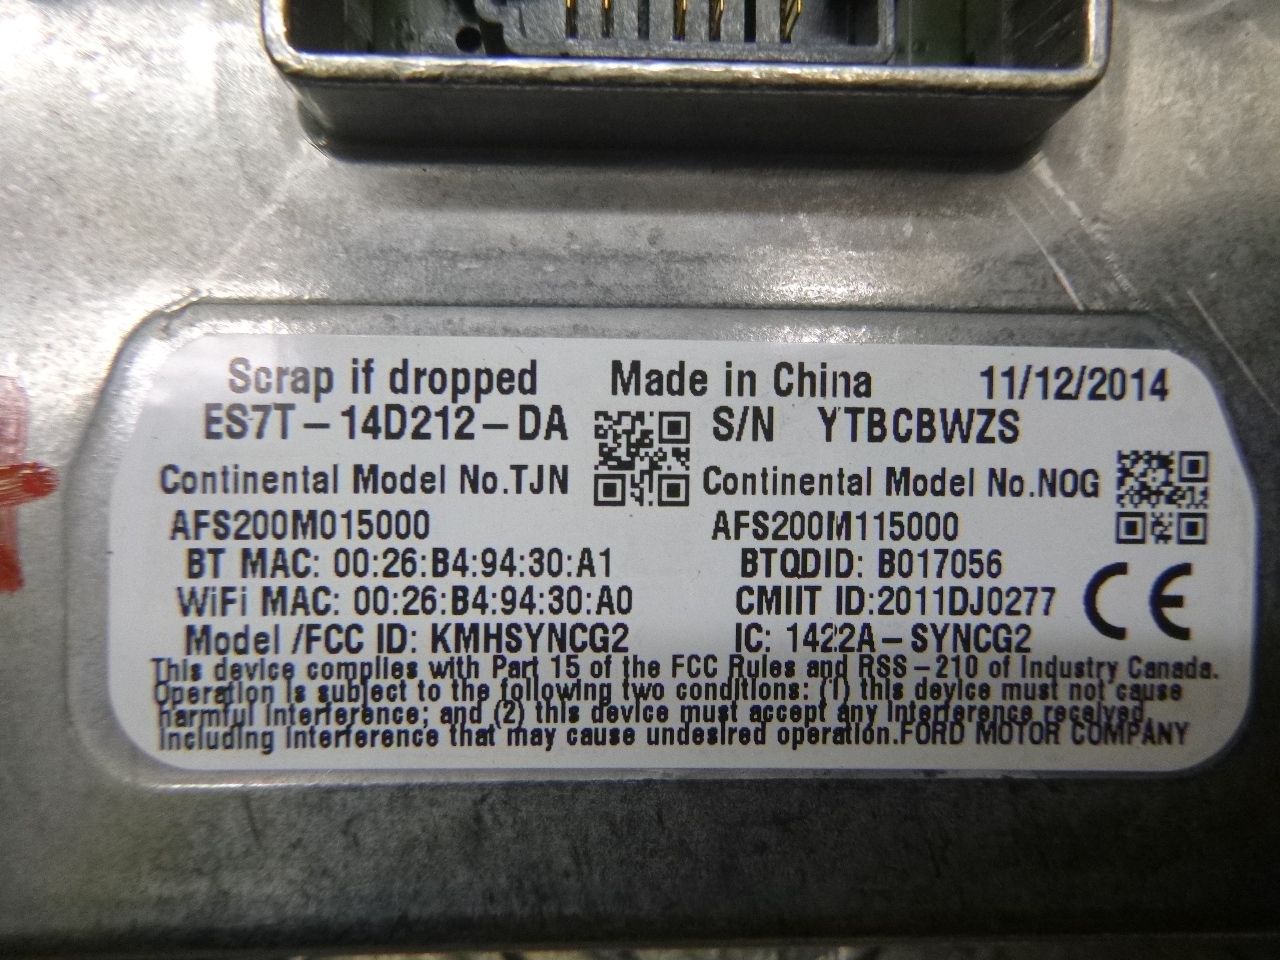 Scrap if dropped Made in China 11/12/2014
ES7T-14D212-DA S/N YTBCBWZS
Continental Model No.TJN Continental Model No.NOG
AFS200M015000 AFS200M115000
BT MAC: 00:26:B4:94:30:A1 BTQDID: B017056
WiFi MAC: 00:26:B4:94:30:A0 CMIIT ID:2011DJ0277 CE
Model /FCC ID: KMHSYNCG2 IC: 1422A-SYNCG2
This device complies with Part 15 of the FCC Rules and RSS-210 of Industry Canada.
Operation is subject to the following two conditions: (1) this device must not cause
harmful interference; and (2) this device must accept any interference received,
including interference that may cause undesired operation.FORD MOTOR COMPANY